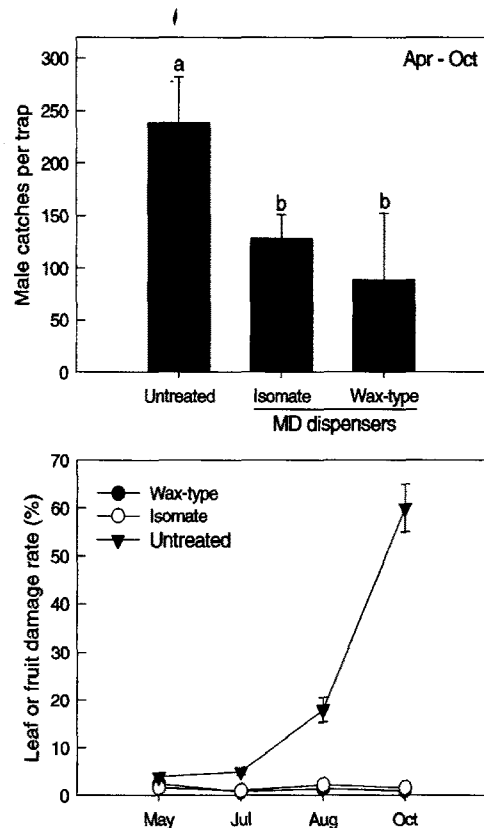 Apr - Oct
Male catches per trap
300
250
200
150
100
50
0
a
b
b
Untreated
Isomate
Wax-type
MD dispensers
Leaf or fruit damage rate (%)
70
60
50
40
30
20
10
0
Wax-type
Isomate
Untreated
May
Jul
Aug
Oct